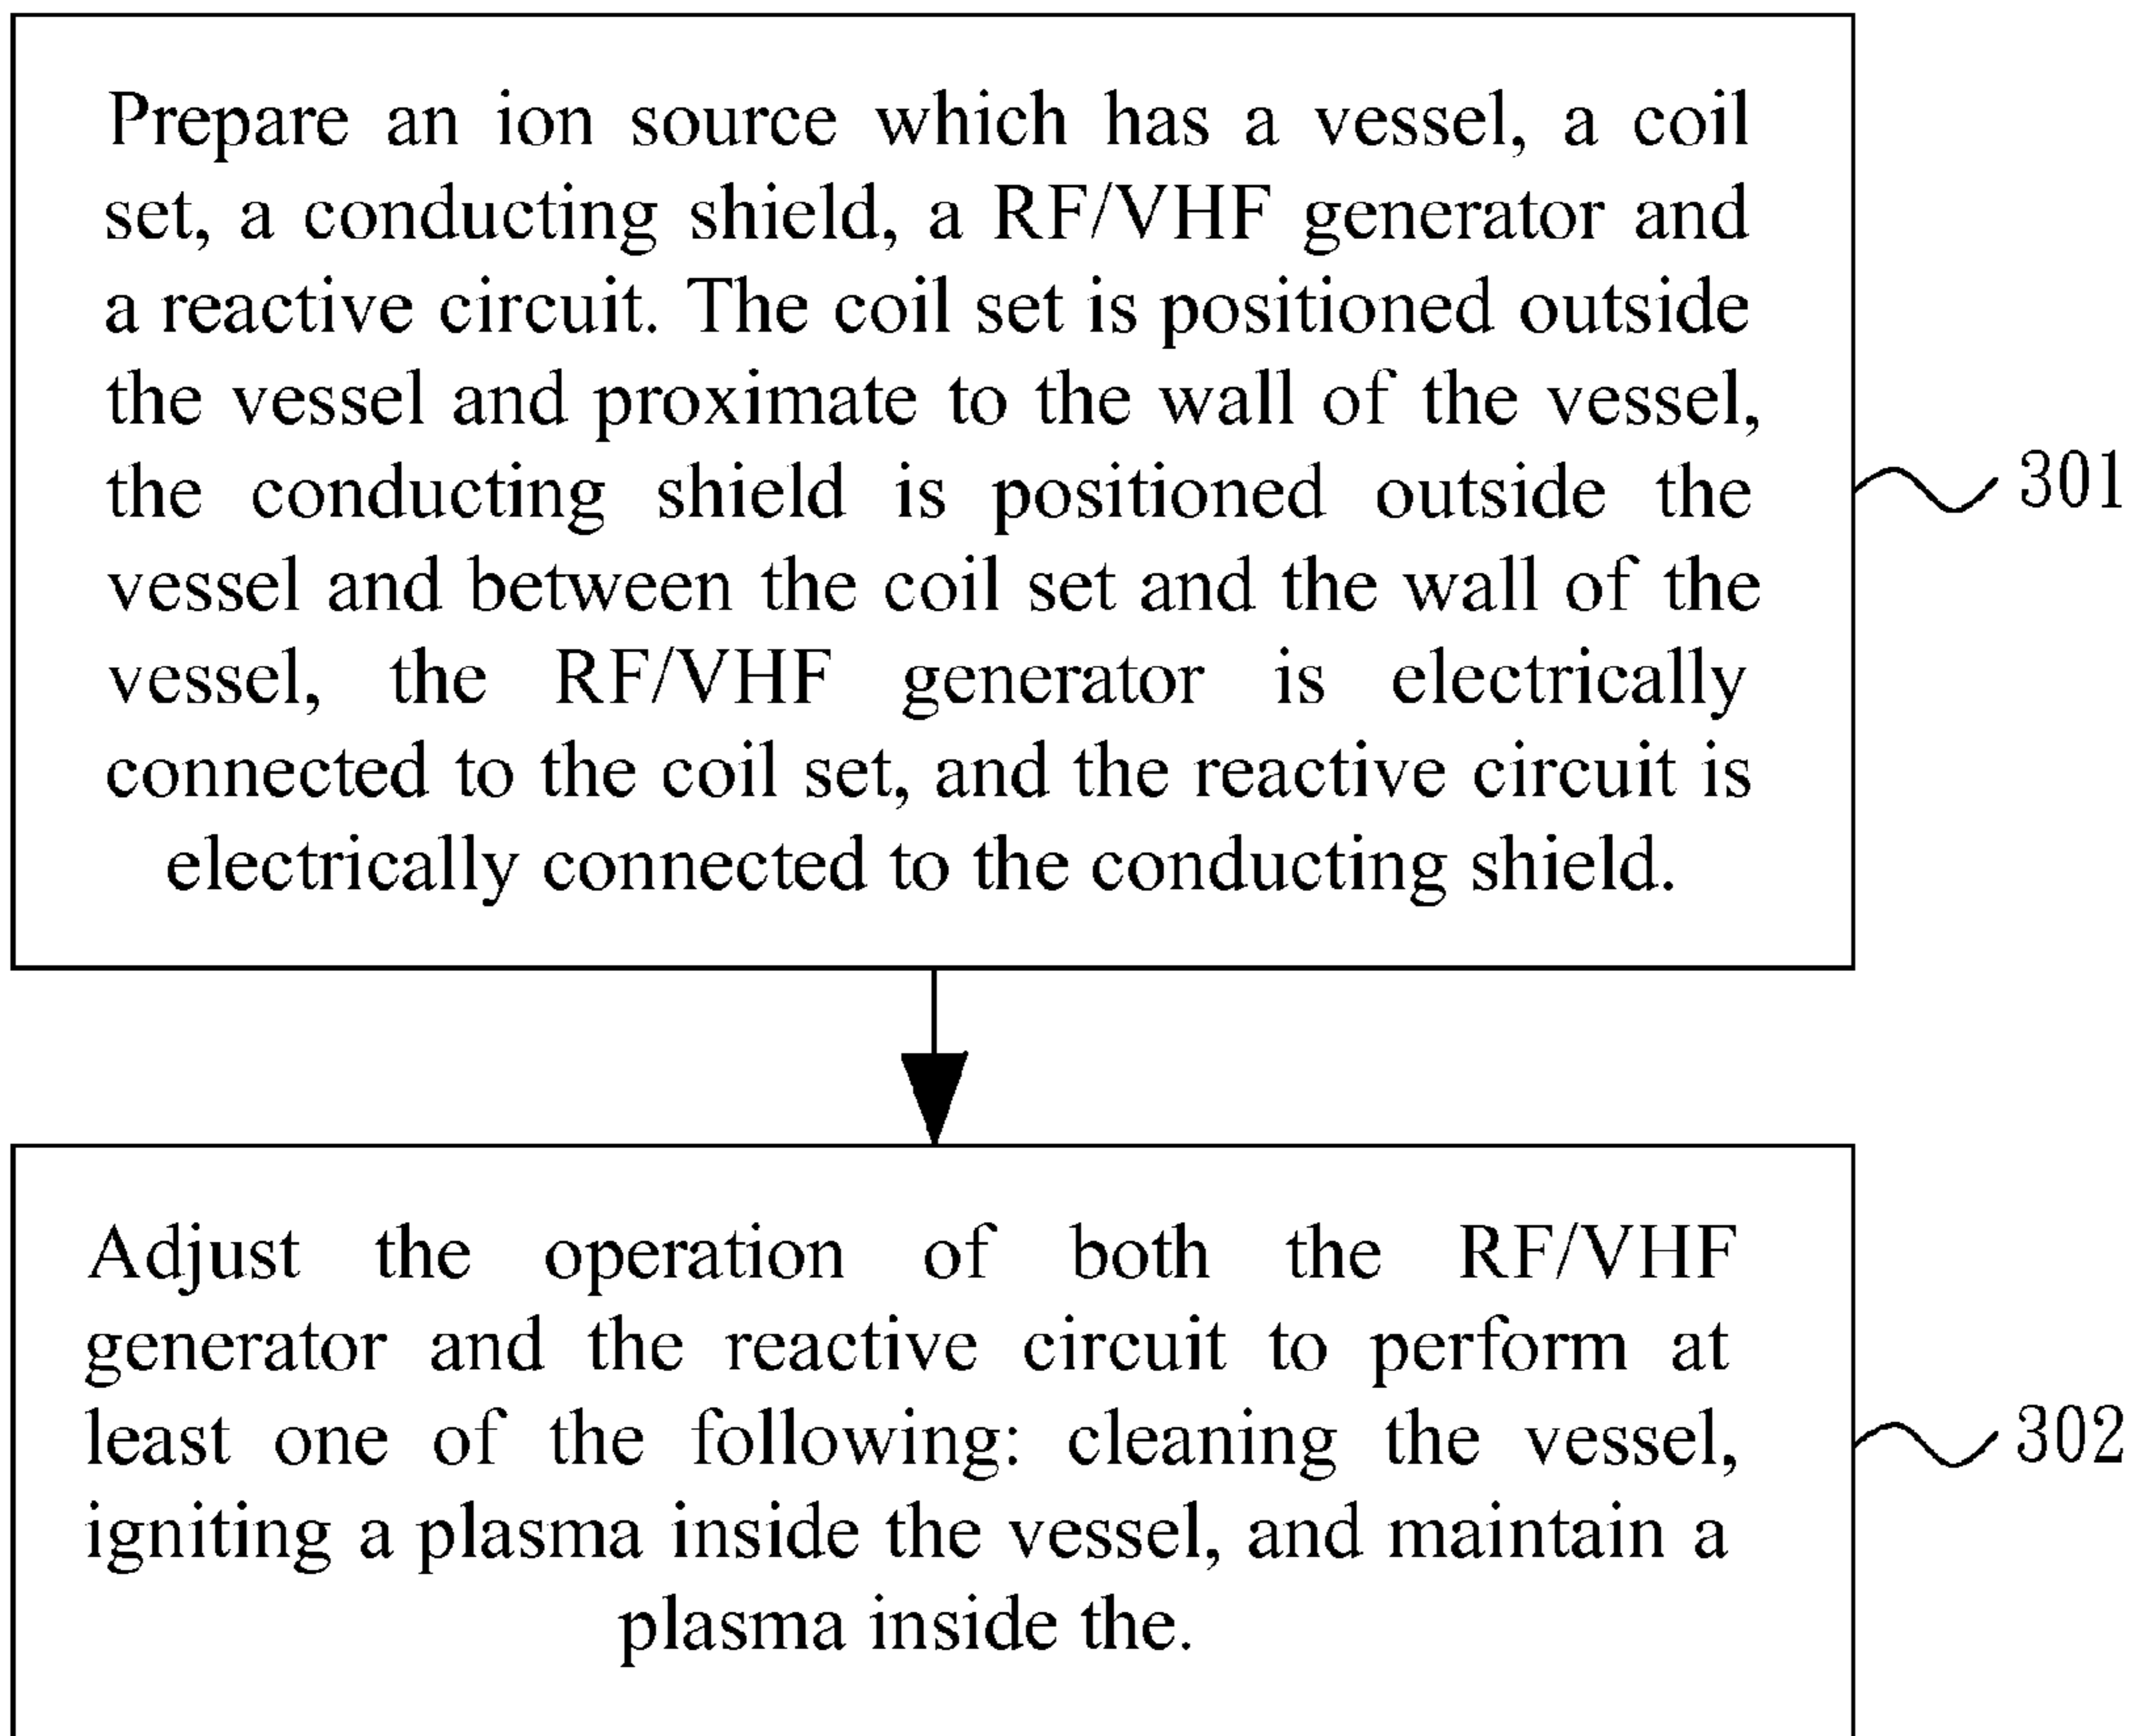 Prepare an ion source which has a vessel, a coil
set, a conducting shield, a RF/VHF generator and
a reactive circuit. The coil set is positioned outside
the vessel and proximate to the wall of the vessel,
the conducting shield is positioned outside the
vessel and between the coil set and the wall of the
vessel, the RF/VHF generator is electrically
connected to the coil set, and the reactive circuit is
electrically connected to the conducting shield.
301
Adjust the operation of both the RF/VHF
generator and the reactive circuit to perform at
least one of the following: cleaning the vessel,
igniting a plasma inside the vessel, and maintain a
plasma inside the.
302